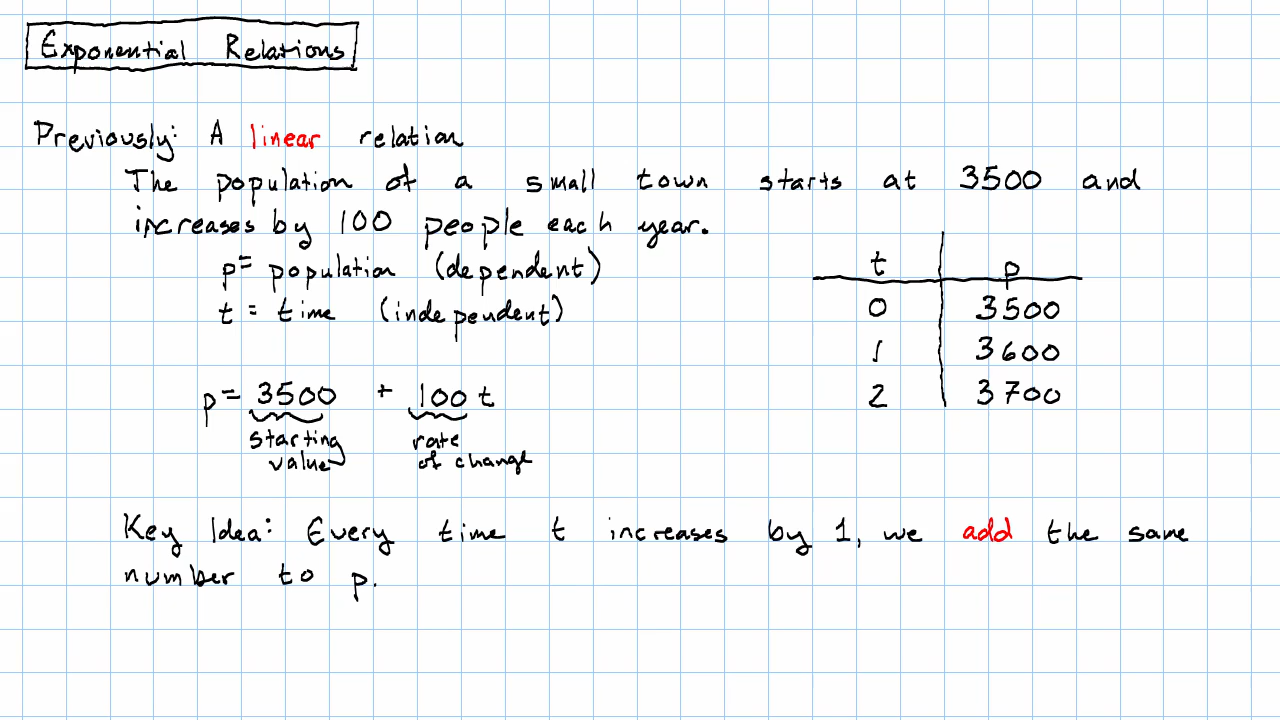 Exponential Relations
Previously: A linear relation
The population of a small town starts at 3500 and
increases by 100 people each year.
p = population (dependent)
t = time (independent)
t p
0 3500
1 3600
2 3700
p = 3500 + 100 t
starting value
rate of change
Key Idea: Every time t increases by 1, we add the same
number to p.